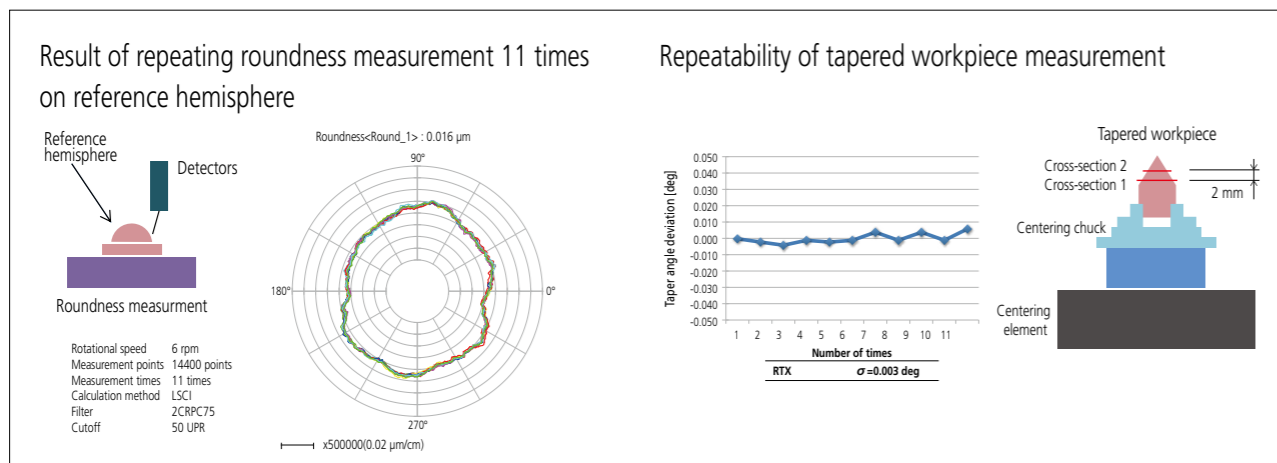 Result of repeating roundness measurement 11 times
on reference hemisphere
Reference
hemisphere
Detectors
Roundness measurment
Rotational speed 6 rpm
Measurement points 14400 points
Measurement times 11 times
Calculation method LSCI
Filter 2CRPC75
Cutoff 50 UPR
Roundness<Round_1> : 0.016 μm
90°
180°
0°
270°
x500000(0.02 μm/cm)
Repeatability of tapered workpiece measurement
Taper angle deviation [deg]
0.050
0.040
0.030
0.020
0.010
0.000
-0.010
-0.020
-0.030
-0.040
-0.050
1 2 3 4 5 6 7 8 9 10 11
Number of times
RTX σ =0.003 deg
Tapered workpiece
Cross-section 2
Cross-section 1
2 mm
Centering chuck
Centering
element